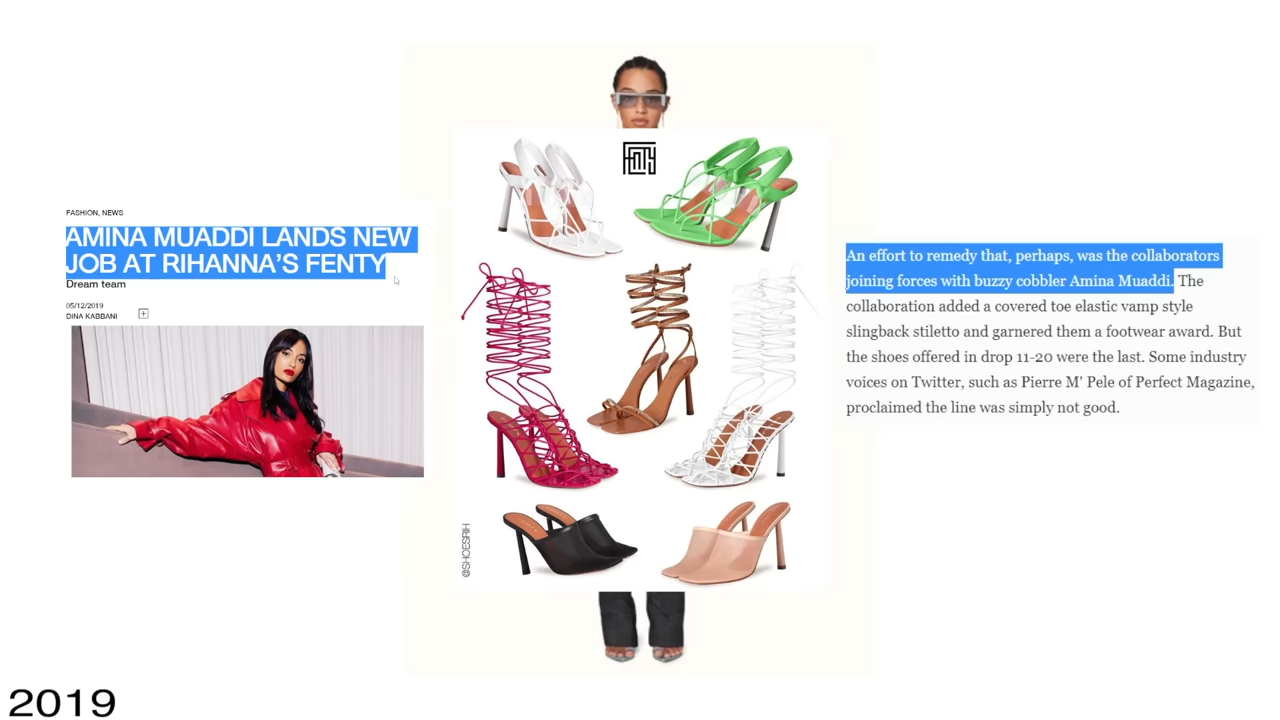 FENTY
FASHION, NEWS
AMINA MUADDI LANDS NEW
JOB AT RIHANNA'S FENTY
Dream team
05/12/2019
DINA KABBANI
An effort to remedy that, perhaps, was the collaborators
joining forces with buzzy cobbler Amina Muaddi. The
collaboration added a covered toe elastic vamp style
slingback stiletto and garnered them a footwear award. But
the shoes offered in drop 11-20 were the last. Some industry
voices on Twitter, such as Pierre M' Pele of Perfect Magazine,
proclaimed the line was simply not good.
@SHOESRIH
2019